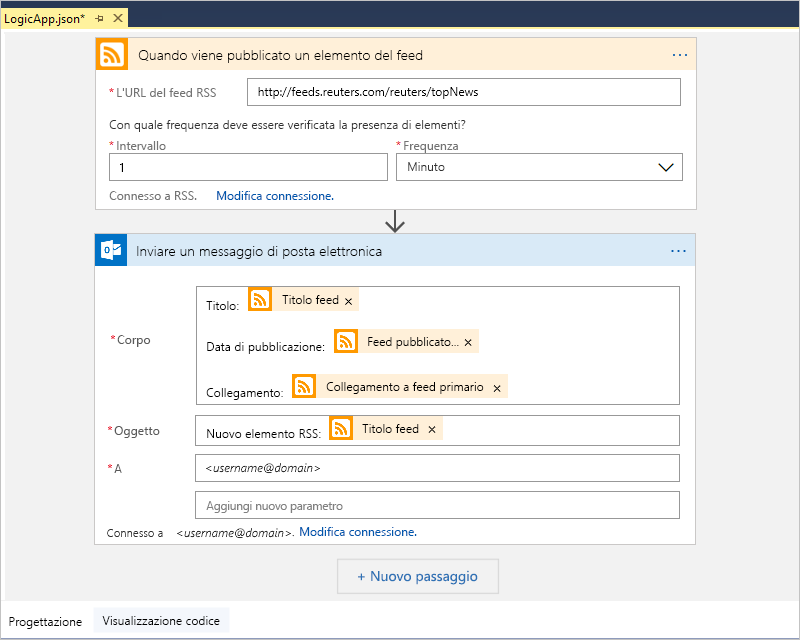 LogicApp.json*
Quando viene pubblicato un elemento del feed
* L'URL del feed RSS
http://feeds.reuters.com/reuters/topNews
Con quale frequenza deve essere verificata la presenza di elementi?
* Intervallo
* Frequenza
1
Minuto
Connesso a RSS. Modifica connessione.
Inviare un messaggio di posta elettronica
*Corpo
Titolo: Titolo feed ×
Data di pubblicazione: Feed pubblicato... ×
Collegamento: Collegamento a feed primario ×
*Oggetto
Nuovo elemento RSS: Titolo feed ×
*A
<username@domain>
Aggiungi nuovo parametro
Connesso a <username@domain>. Modifica connessione.
+ Nuovo passaggio
Progettazione Visualizzazione codice